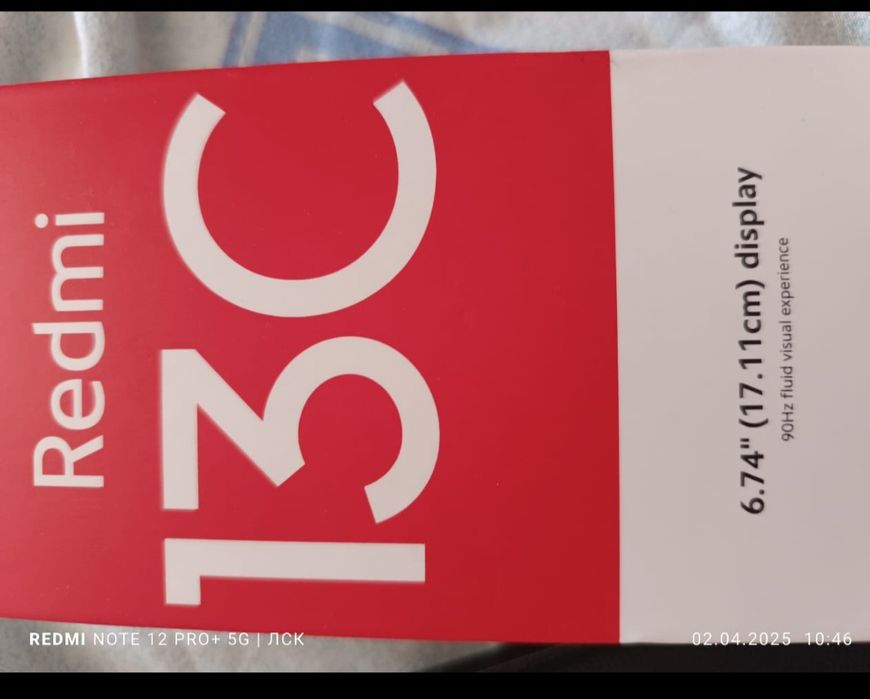 Redmi
13C
6.74" (17.11cm) display
90Hz fluid visual experience
REDMI NOTE 12 PRO+ 5G | ЛСК
02.04.2025 10:46